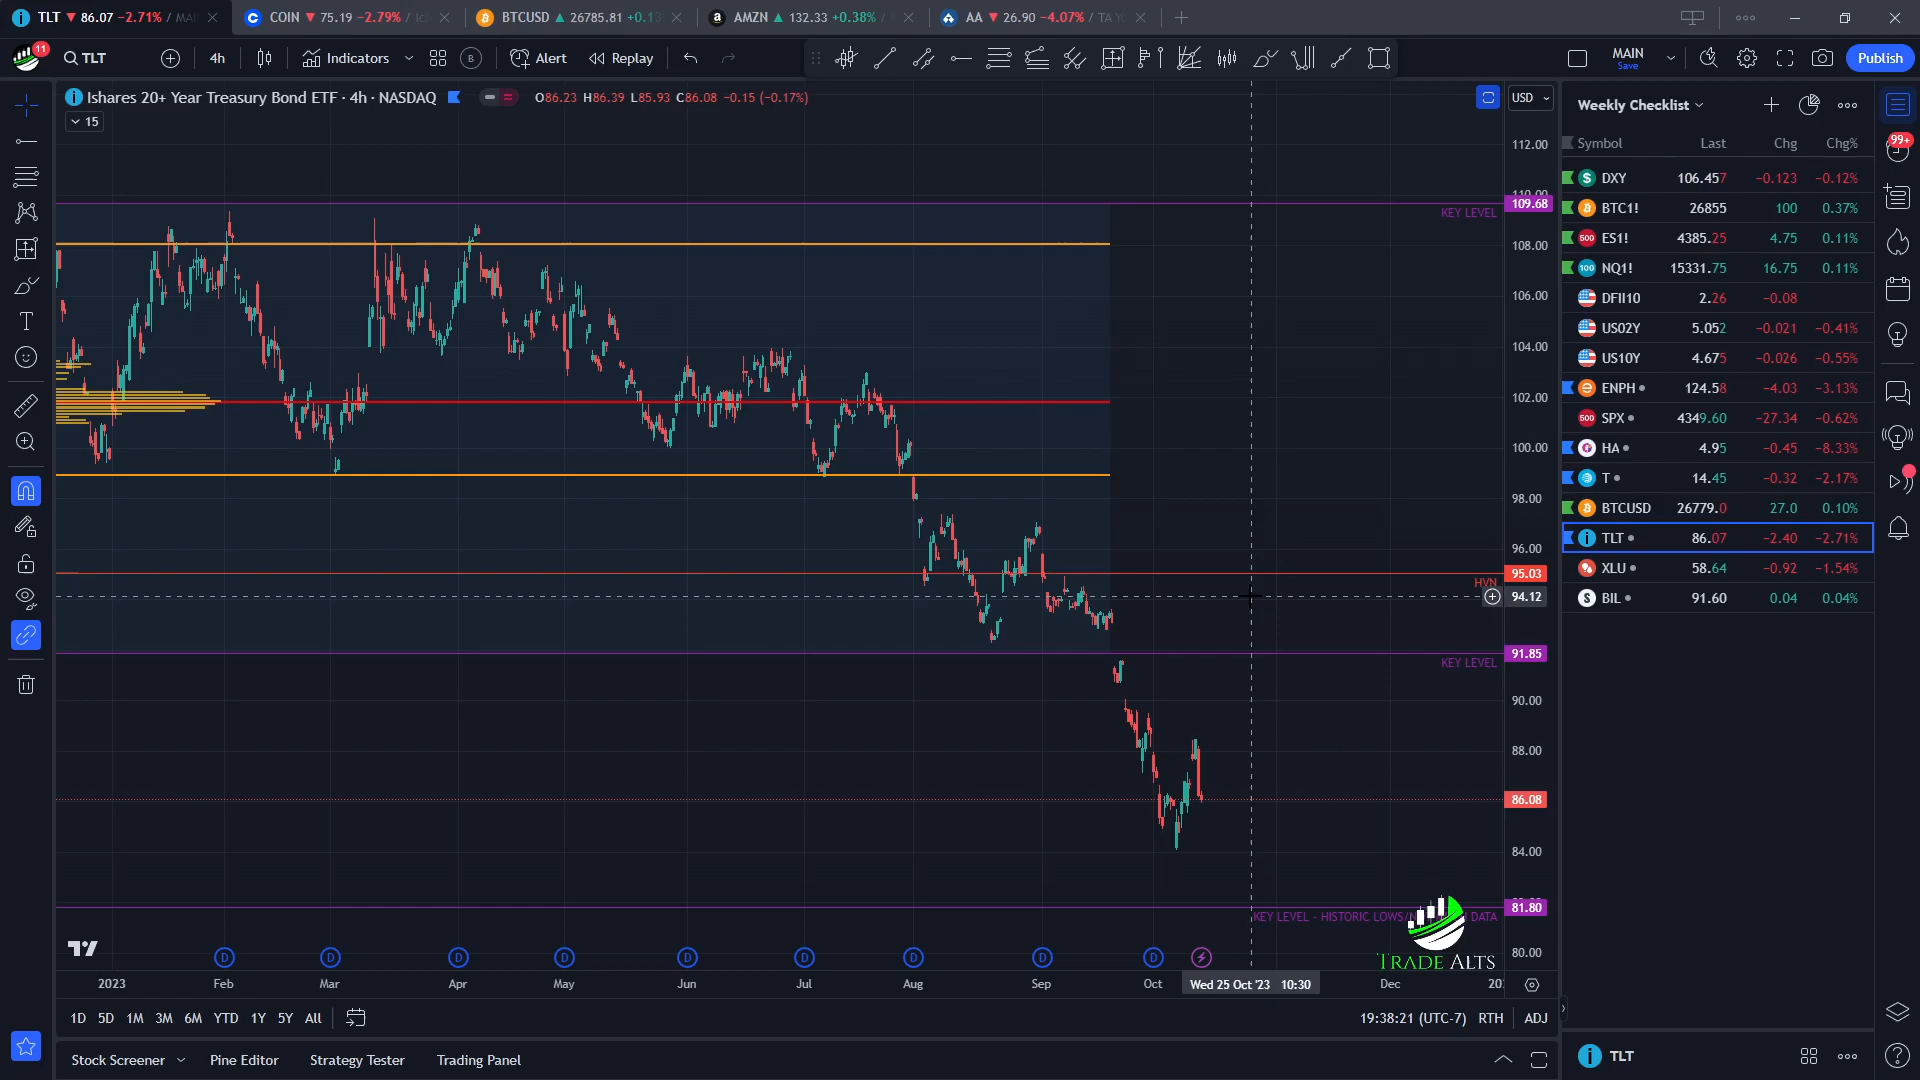 TLT ▼ 86.07 −2.71% / MAI
COIN ▼ 75.19 −2.79% /
BTCUSD ▲ 26785.81 +0.13
AMZN ▲ 132.33 +0.38% /
AA ▼ 26.90 −4.07% / TA
11
TLT
4h
Indicators
B
Alert
Replay
MAIN
Save
Publish
Ishares 20+ Year Treasury Bond ETF · 4h · NASDAQ
O86.23 H86.39 L85.93 C86.08 −0.15 (−0.17%)
15
USD
112.00
110.00
109.68
KEY LEVEL
108.00
106.00
104.00
102.00
100.00
98.00
96.00
95.03
HVN
94.12
91.85
KEY LEVEL
90.00
88.00
86.08
84.00
81.80
KEY LEVEL - HISTORIC LOWS/
DATA
80.00
TRADE ALTS
D D D D D D D D D
2023 Feb Mar Apr May Jun Jul Aug Sep Oct
Wed 25 Oct '23 10:30
Dec
20
1D 5D 1M 3M 6M YTD 1Y 5Y All
19:38:21 (UTC-7) RTH ADJ
Stock Screener Pine Editor Strategy Tester Trading Panel
Weekly Checklist
99+
Symbol Last Chg Chg%
DXY 106.457 −0.123 −0.12%
BTC1! 26855 100 0.37%
500 ES1! 4385.25 4.75 0.11%
100 NQ1! 15331.75 16.75 0.11%
DFII10 2.26 −0.08
US02Y 5.052 −0.021 −0.41%
US10Y 4.675 −0.026 −0.55%
ENPH 124.58 −4.03 −3.13%
500 SPX 4349.60 −27.34 −0.62%
HA 4.95 −0.45 −8.33%
T 14.45 −0.32 −2.17%
BTCUSD 26779.0 27.0 0.10%
TLT 86.07 −2.40 −2.71%
XLU 58.64 −0.92 −1.54%
BIL 91.60 0.04 0.04%
TLT